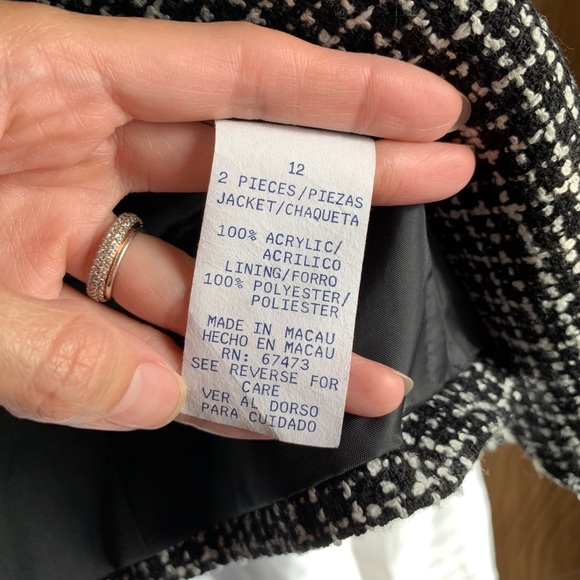 12
2 PIECES/PIEZAS
JACKET/CHAQUETA
100% ACRYLIC/
ACRILICO
LINING/FORRO
100% POLYESTER/
POLIESTER
MADE IN MACAU
HECHO EN MACAU
RN: 67473
SEE REVERSE FOR
CARE
VER AL DORSO
PARA CUIDADO